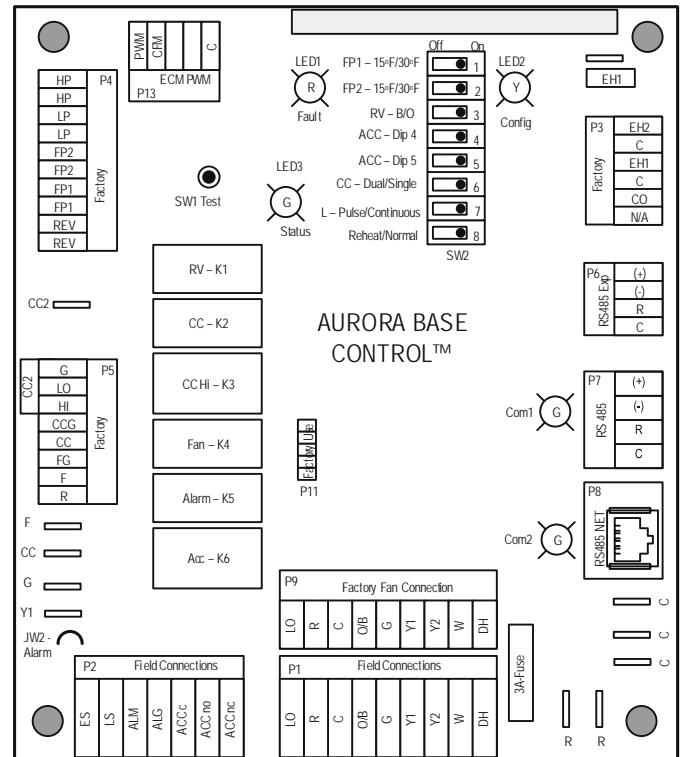 PWM
CFM
C
ECM PWM
P13
P4
HP
HP
LP
LP
FP2
FP2
FP1
FP1
REV
REV
Factory
LED1
R
Fault
SW1 Test
LED3
G
Status
Off On
FP1 – 15ºF/30ºF 1
FP2 – 15ºF/30ºF 2
RV – B/O 3
ACC – Dip 4 4
ACC – Dip 5 5
CC – Dual/Single 6
L – Pulse/Continuous 7
Reheat/Normal 8
SW2
LED2
Y
Config
EH1
P3
EH2
C
EH1
C
CO
N/A
Factory
RV – K1
CC – K2
CC Hi – K3
Fan – K4
Alarm – K5
Acc – K6
AURORA BASE
CONTROL™
P6
RS485 Exp
(+)
(-)
R
C
CC2
CC2
P5
G
LO
HI
CCG
CC
FG
F
R
Factory
Factory Use
P11
Com1
G
P7
RS 485
(+)
(-)
R
C
Com2
G
P8
RS485 NET
F
CC
G
Y1
JW2 -
Alarm
P9
Factory Fan Connection
LO
R
C
O/B
G
Y1
Y2
W
DH
P2
Field Connections
ES
LS
ALM
ALG
ACCc
ACCno
ACCnc
P1
Field Connections
LO
R
C
O/B
G
Y1
Y2
W
DH
3A-Fuse
C
C
C
R
R